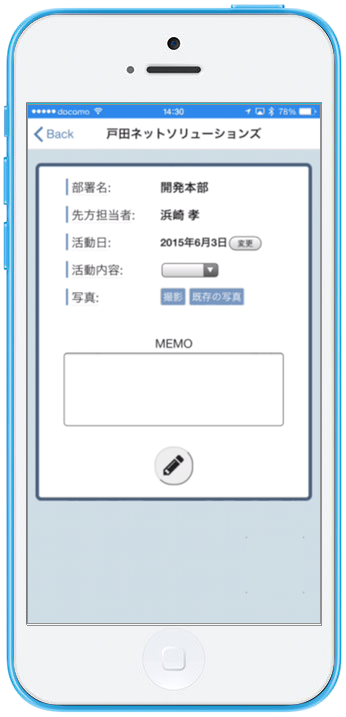 docomo 14:30 78%
Back 戸田ネットソリューションズ
部署名: 開発本部
先方担当者: 浜崎 孝
活動日: 2015年6月3日 変更
活動内容:
写真: 撮影 既存の写真
MEMO